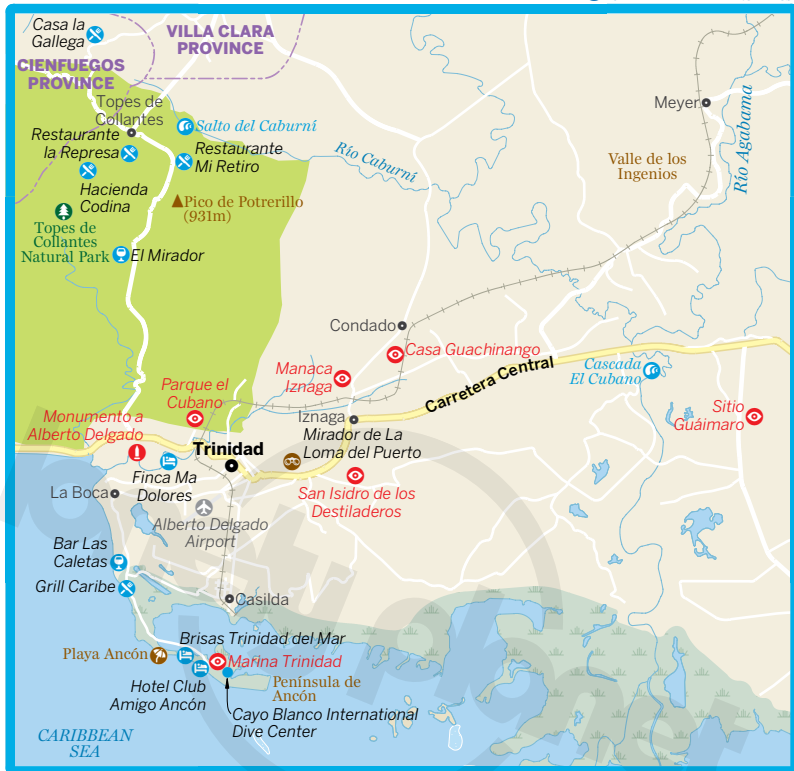 Casa la
Gallega
VILLA CLARA
PROVINCE
CIENFUEGOS
PROVINCE
Topes de
Collantes
Meyer
Salto del Caburní
Restaurante
la Represa
Restaurante
Mi Retiro
Río Caburní
Río Agabama
Valle de los
Ingenios
Hacienda
Codina
Pico de Potrerillo
(931m)
Topes de
Collantes
Natural Park
El Mirador
Condado
Casa Guachinango
Manaca
Iznaga
Carretera Central
Cascada
El Cubano
Parque el
Cubano
Sitio
Guáimaro
Monumento a
Alberto Delgado
Iznaga
Mirador de La
Loma del Puerto
Trinidad
Finca Ma
Dolores
La Boca
San Isidro de los
Destiladeros
Alberto Delgado
Airport
Bar Las
Caletas
Grill Caribe
Casilda
Brisas Trinidad del Mar
Playa Ancón
Marina Trinidad
Hotel Club
Amigo Ancón
Península de
Ancón
Cayo Blanco International
Dive Center
CARIBBEAN
SEA
lonely planet